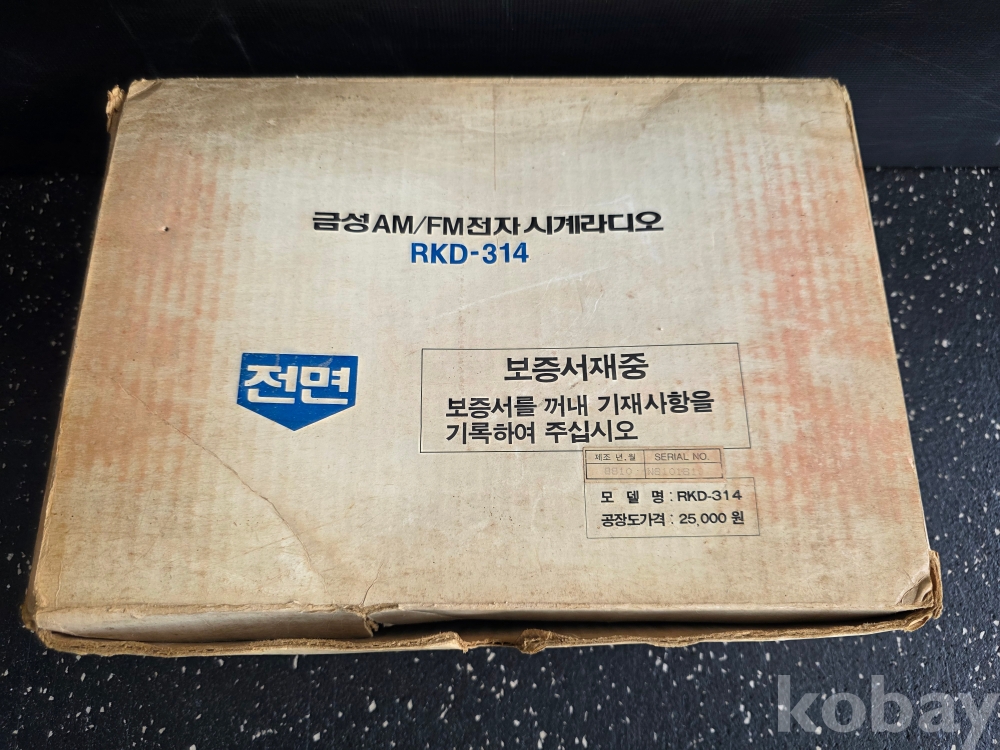 금성 AM/FM 전자 시계라디오
RKD-314
전면
보증서재중
보증서를 꺼내 기재사항을
기록하여 주십시오
제조 년.월 SERIAL NO.
8810
모 델 명 : RKD-314
공장도가격 : 25,000 원
kobay